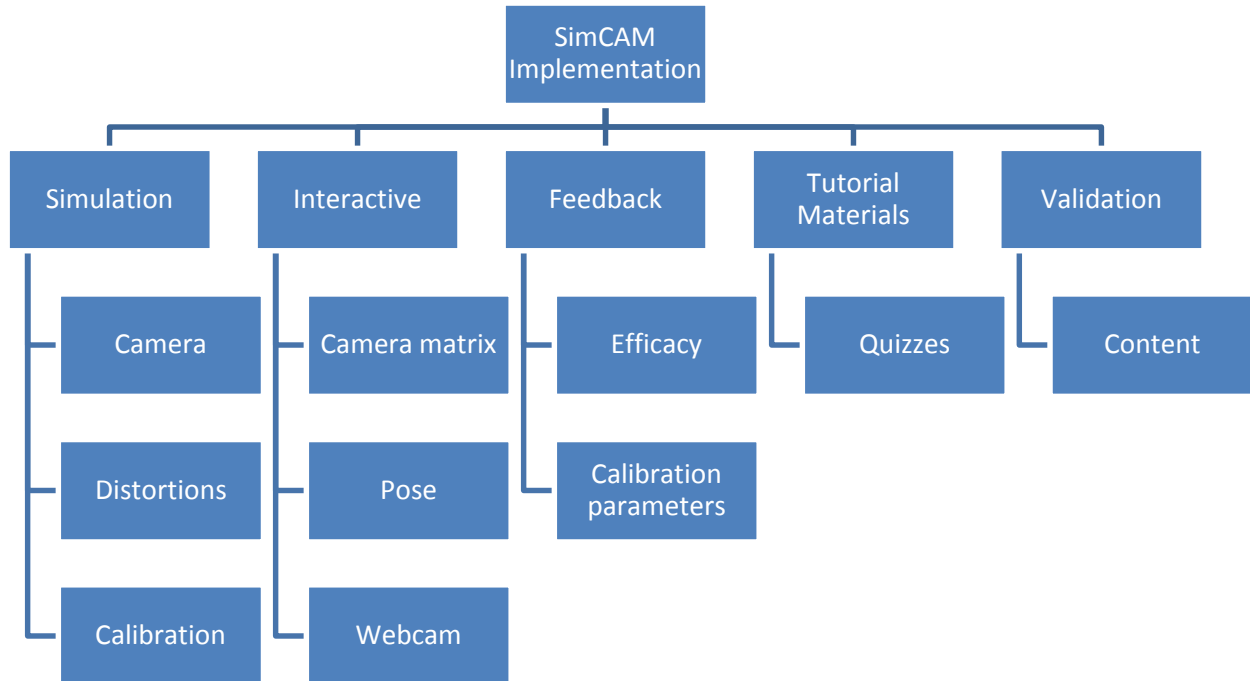 SimCAM
Implementation
Simulation
Interactive
Feedback
Tutorial
Materials
Validation
Camera
Camera matrix
Efficacy
Quizzes
Content
Distortions
Pose
Calibration
parameters
Calibration
Webcam